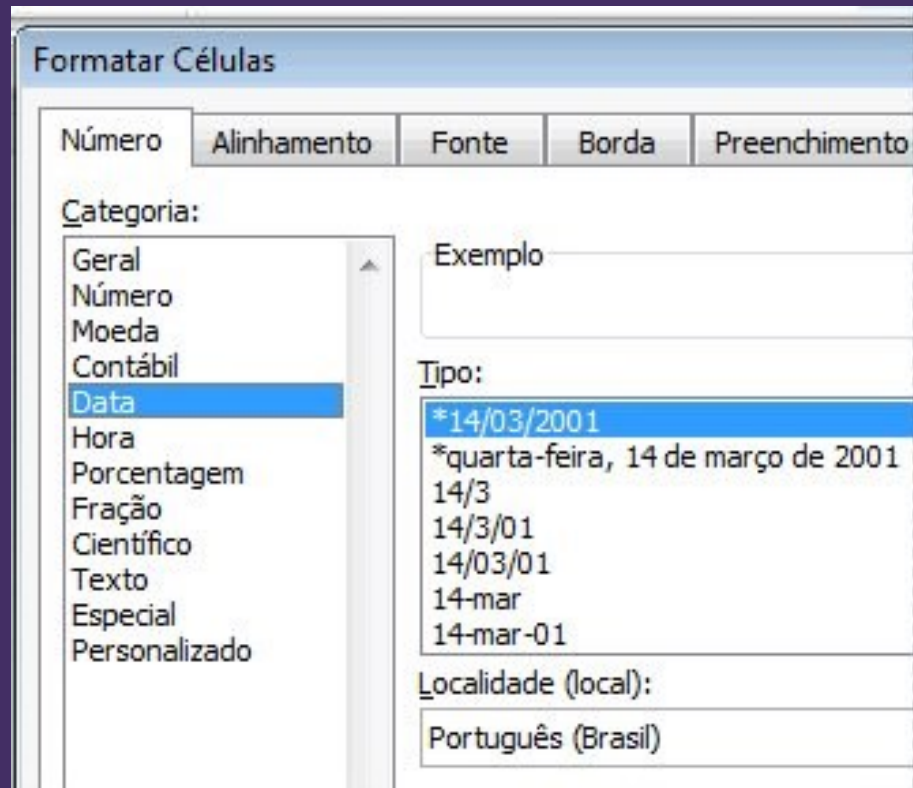 Formatar Células
Número Alinhamento Fonte Borda Preenchimento
Categoria:
Geral
Número
Moeda
Contábil
Data
Hora
Porcentagem
Fração
Científico
Texto
Especial
Personalizado
Exemplo
Tipo:
*14/03/2001
*quarta-feira, 14 de março de 2001
14/3
14/3/01
14/03/01
14-mar
14-mar-01
Localidade (local):
Português (Brasil)